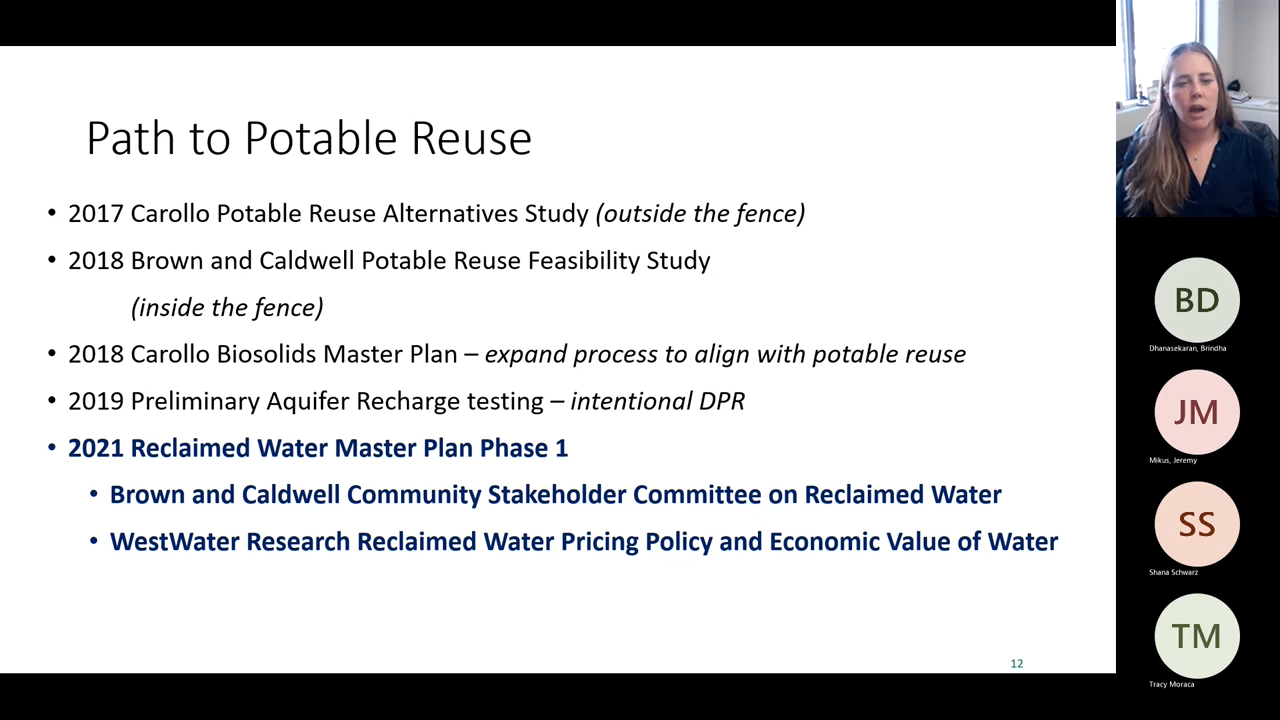 Path to Potable Reuse
• 2017 Carollo Potable Reuse Alternatives Study (outside the fence)
• 2018 Brown and Caldwell Potable Reuse Feasibility Study
(inside the fence)
• 2018 Carollo Biosolids Master Plan – expand process to align with potable reuse
• 2019 Preliminary Aquifer Recharge testing – intentional DPR
• 2021 Reclaimed Water Master Plan Phase 1
• Brown and Caldwell Community Stakeholder Committee on Reclaimed Water
• WestWater Research Reclaimed Water Pricing Policy and Economic Value of Water
12
BD
Dhanasekaran, Brindha
JM
Mikus, Jeremy
SS
Shana Schwarz
TM
Tracy Moraca